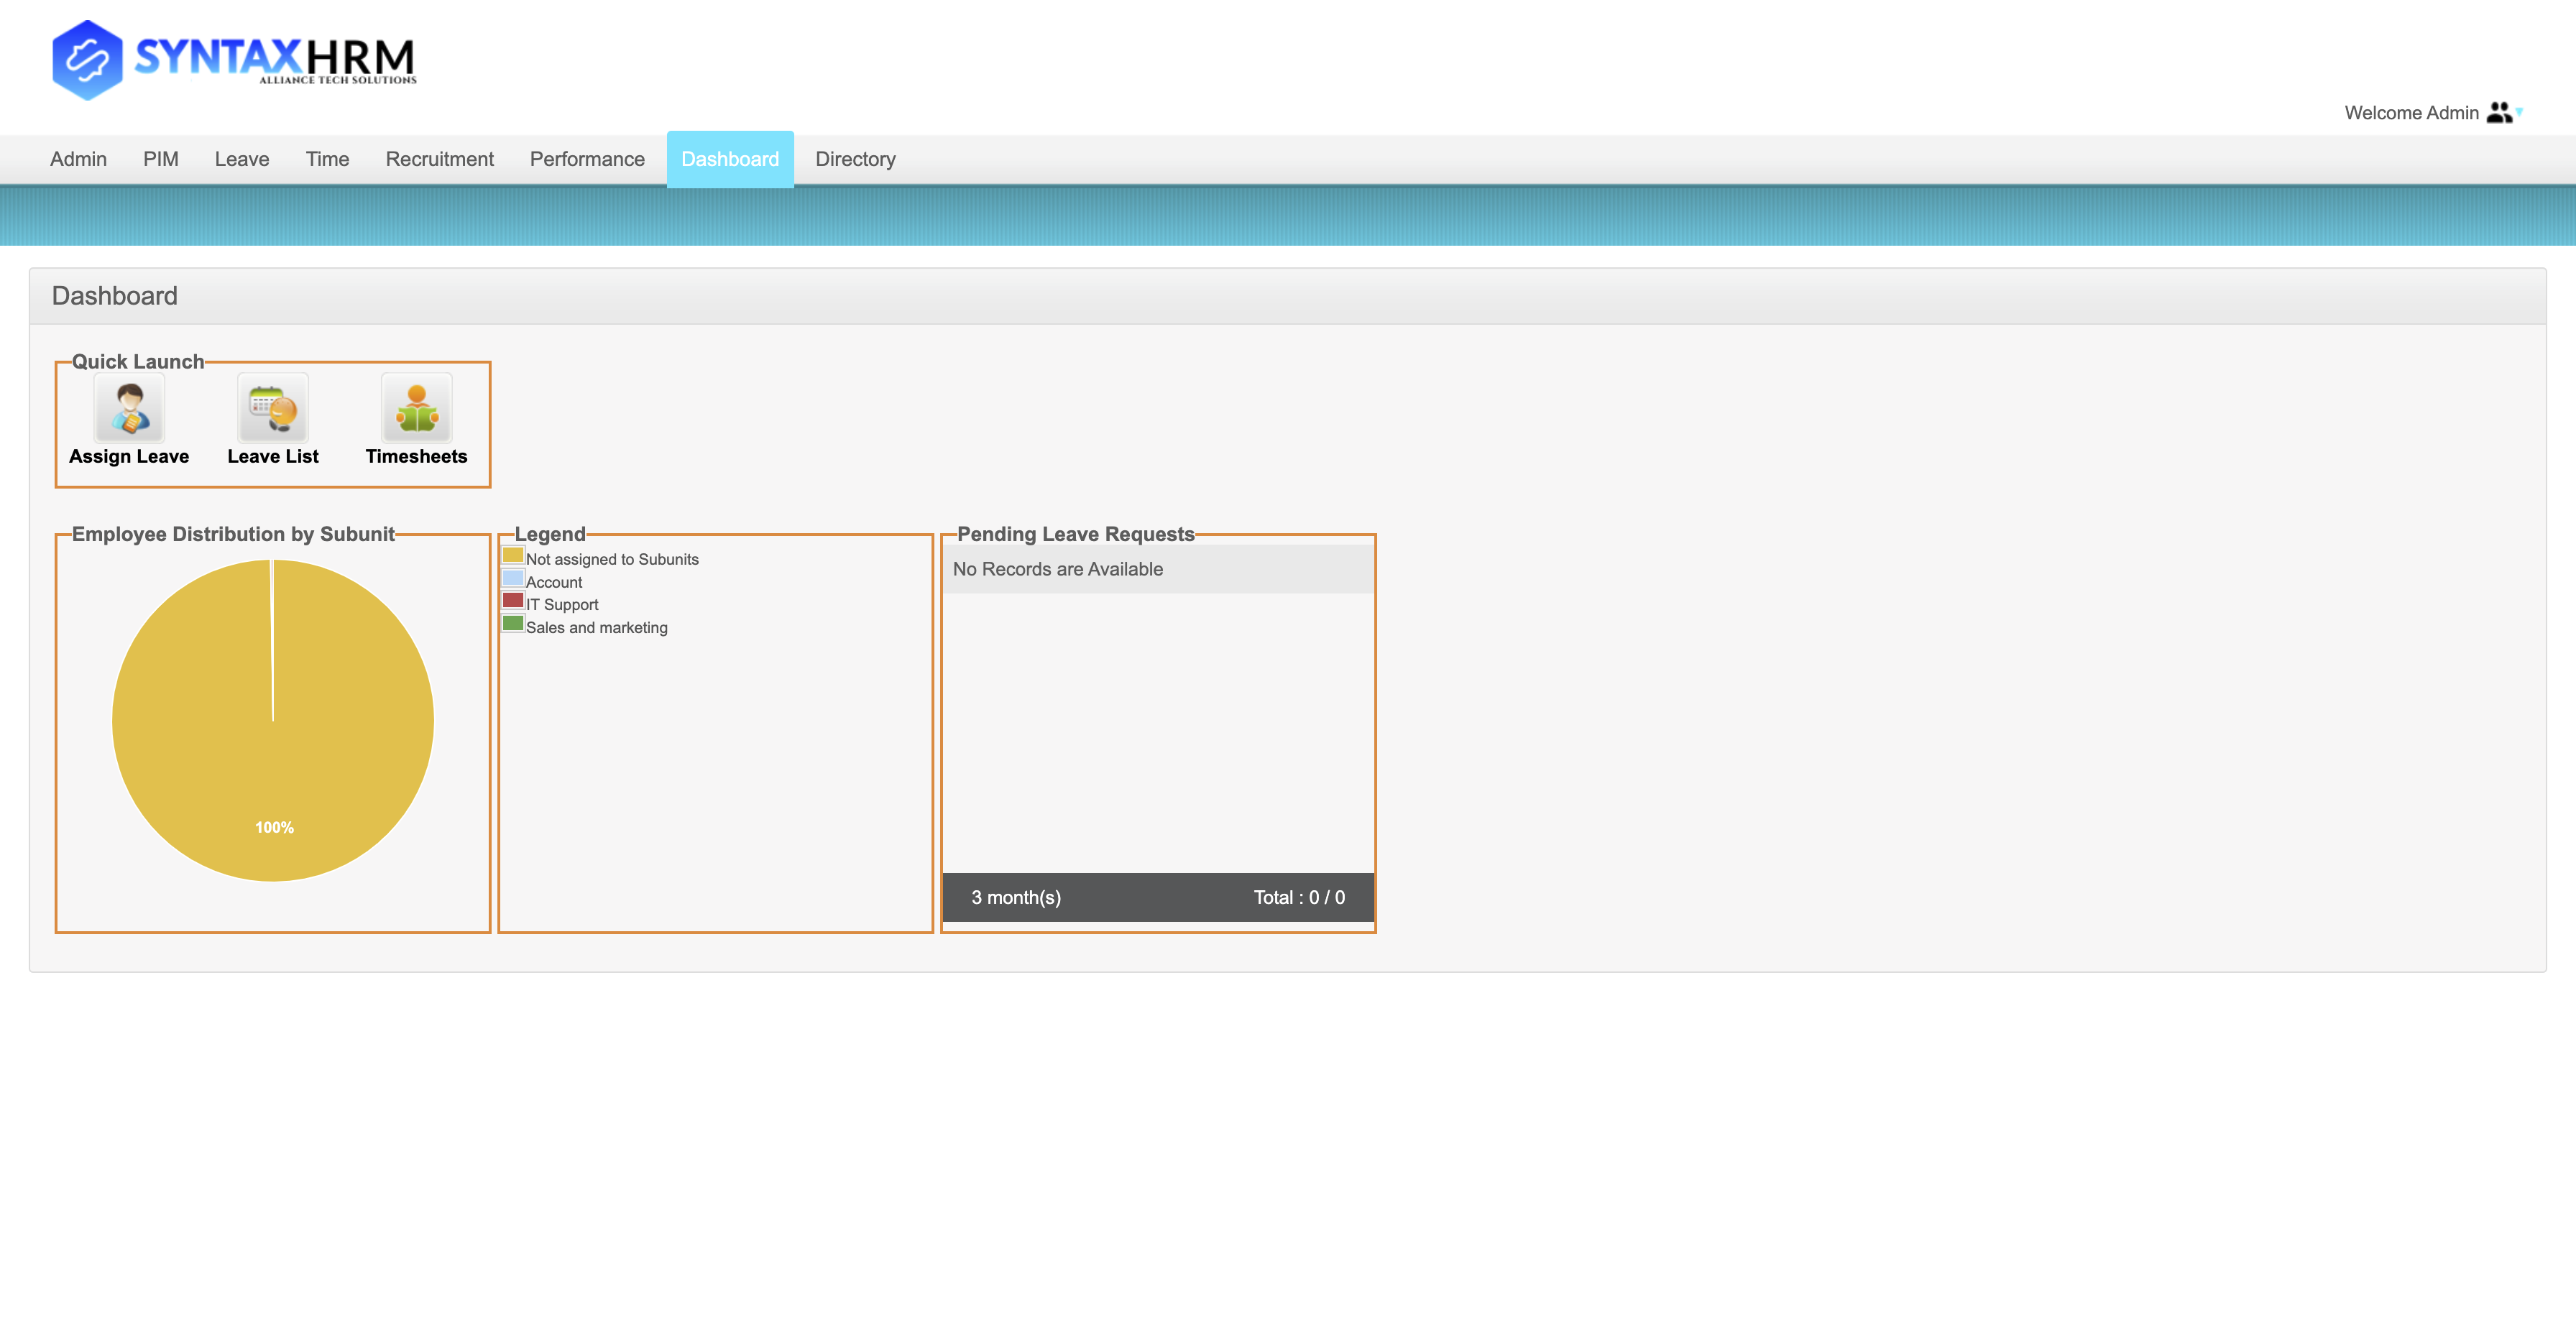 SYNTAXHRM
ALLIANCE TECH SOLUTIONS
Welcome Admin
Admin PIM Leave Time Recruitment Performance Dashboard Directory
Dashboard
Quick Launch
Assign Leave Leave List Timesheets
Employee Distribution by Subunit
100%
Legend
Not assigned to Subunits
Account
IT Support
Sales and marketing
Pending Leave Requests
No Records are Available
3 month(s) Total : 0 / 0